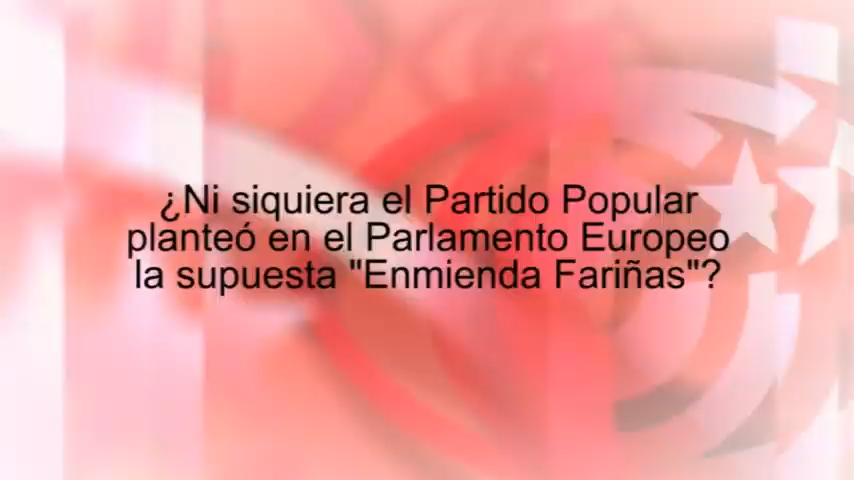 ¿Ni siquiera el Partido Popular
planteó en el Parlamento Europeo
la supuesta "Enmienda Fariñas"?